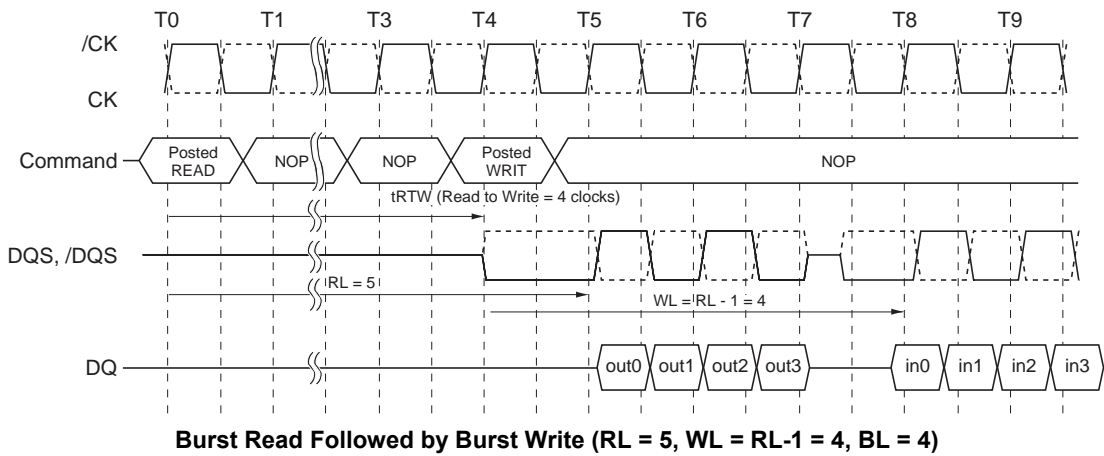 T0 T1 T3 T4 T5 T6 T7 T8 T9
/CK
CK
Command Posted READ NOP NOP Posted WRIT NOP
tRTW (Read to Write = 4 clocks)
DQS, /DQS
RL = 5
WL = RL - 1 = 4
DQ out0 out1 out2 out3 in0 in1 in2 in3
Burst Read Followed by Burst Write (RL = 5, WL = RL-1 = 4, BL = 4)